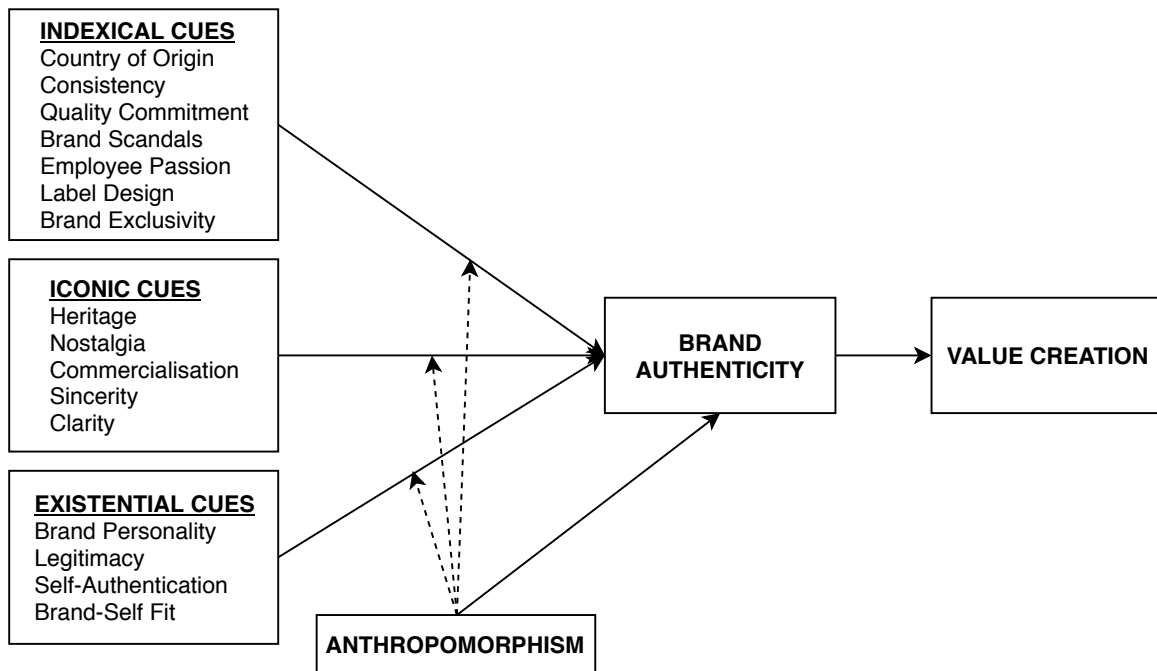 INDEXICAL CUES
Country of Origin
Consistency
Quality Commitment
Brand Scandals
Employee Passion
Label Design
Brand Exclusivity
ICONIC CUES
Heritage
Nostalgia
Commercialisation
Sincerity
Clarity
EXISTENTIAL CUES
Brand Personality
Legitimacy
Self-Authentication
Brand-Self Fit
ANTHROPOMORPHISM
BRAND
AUTHENTICITY
VALUE CREATION